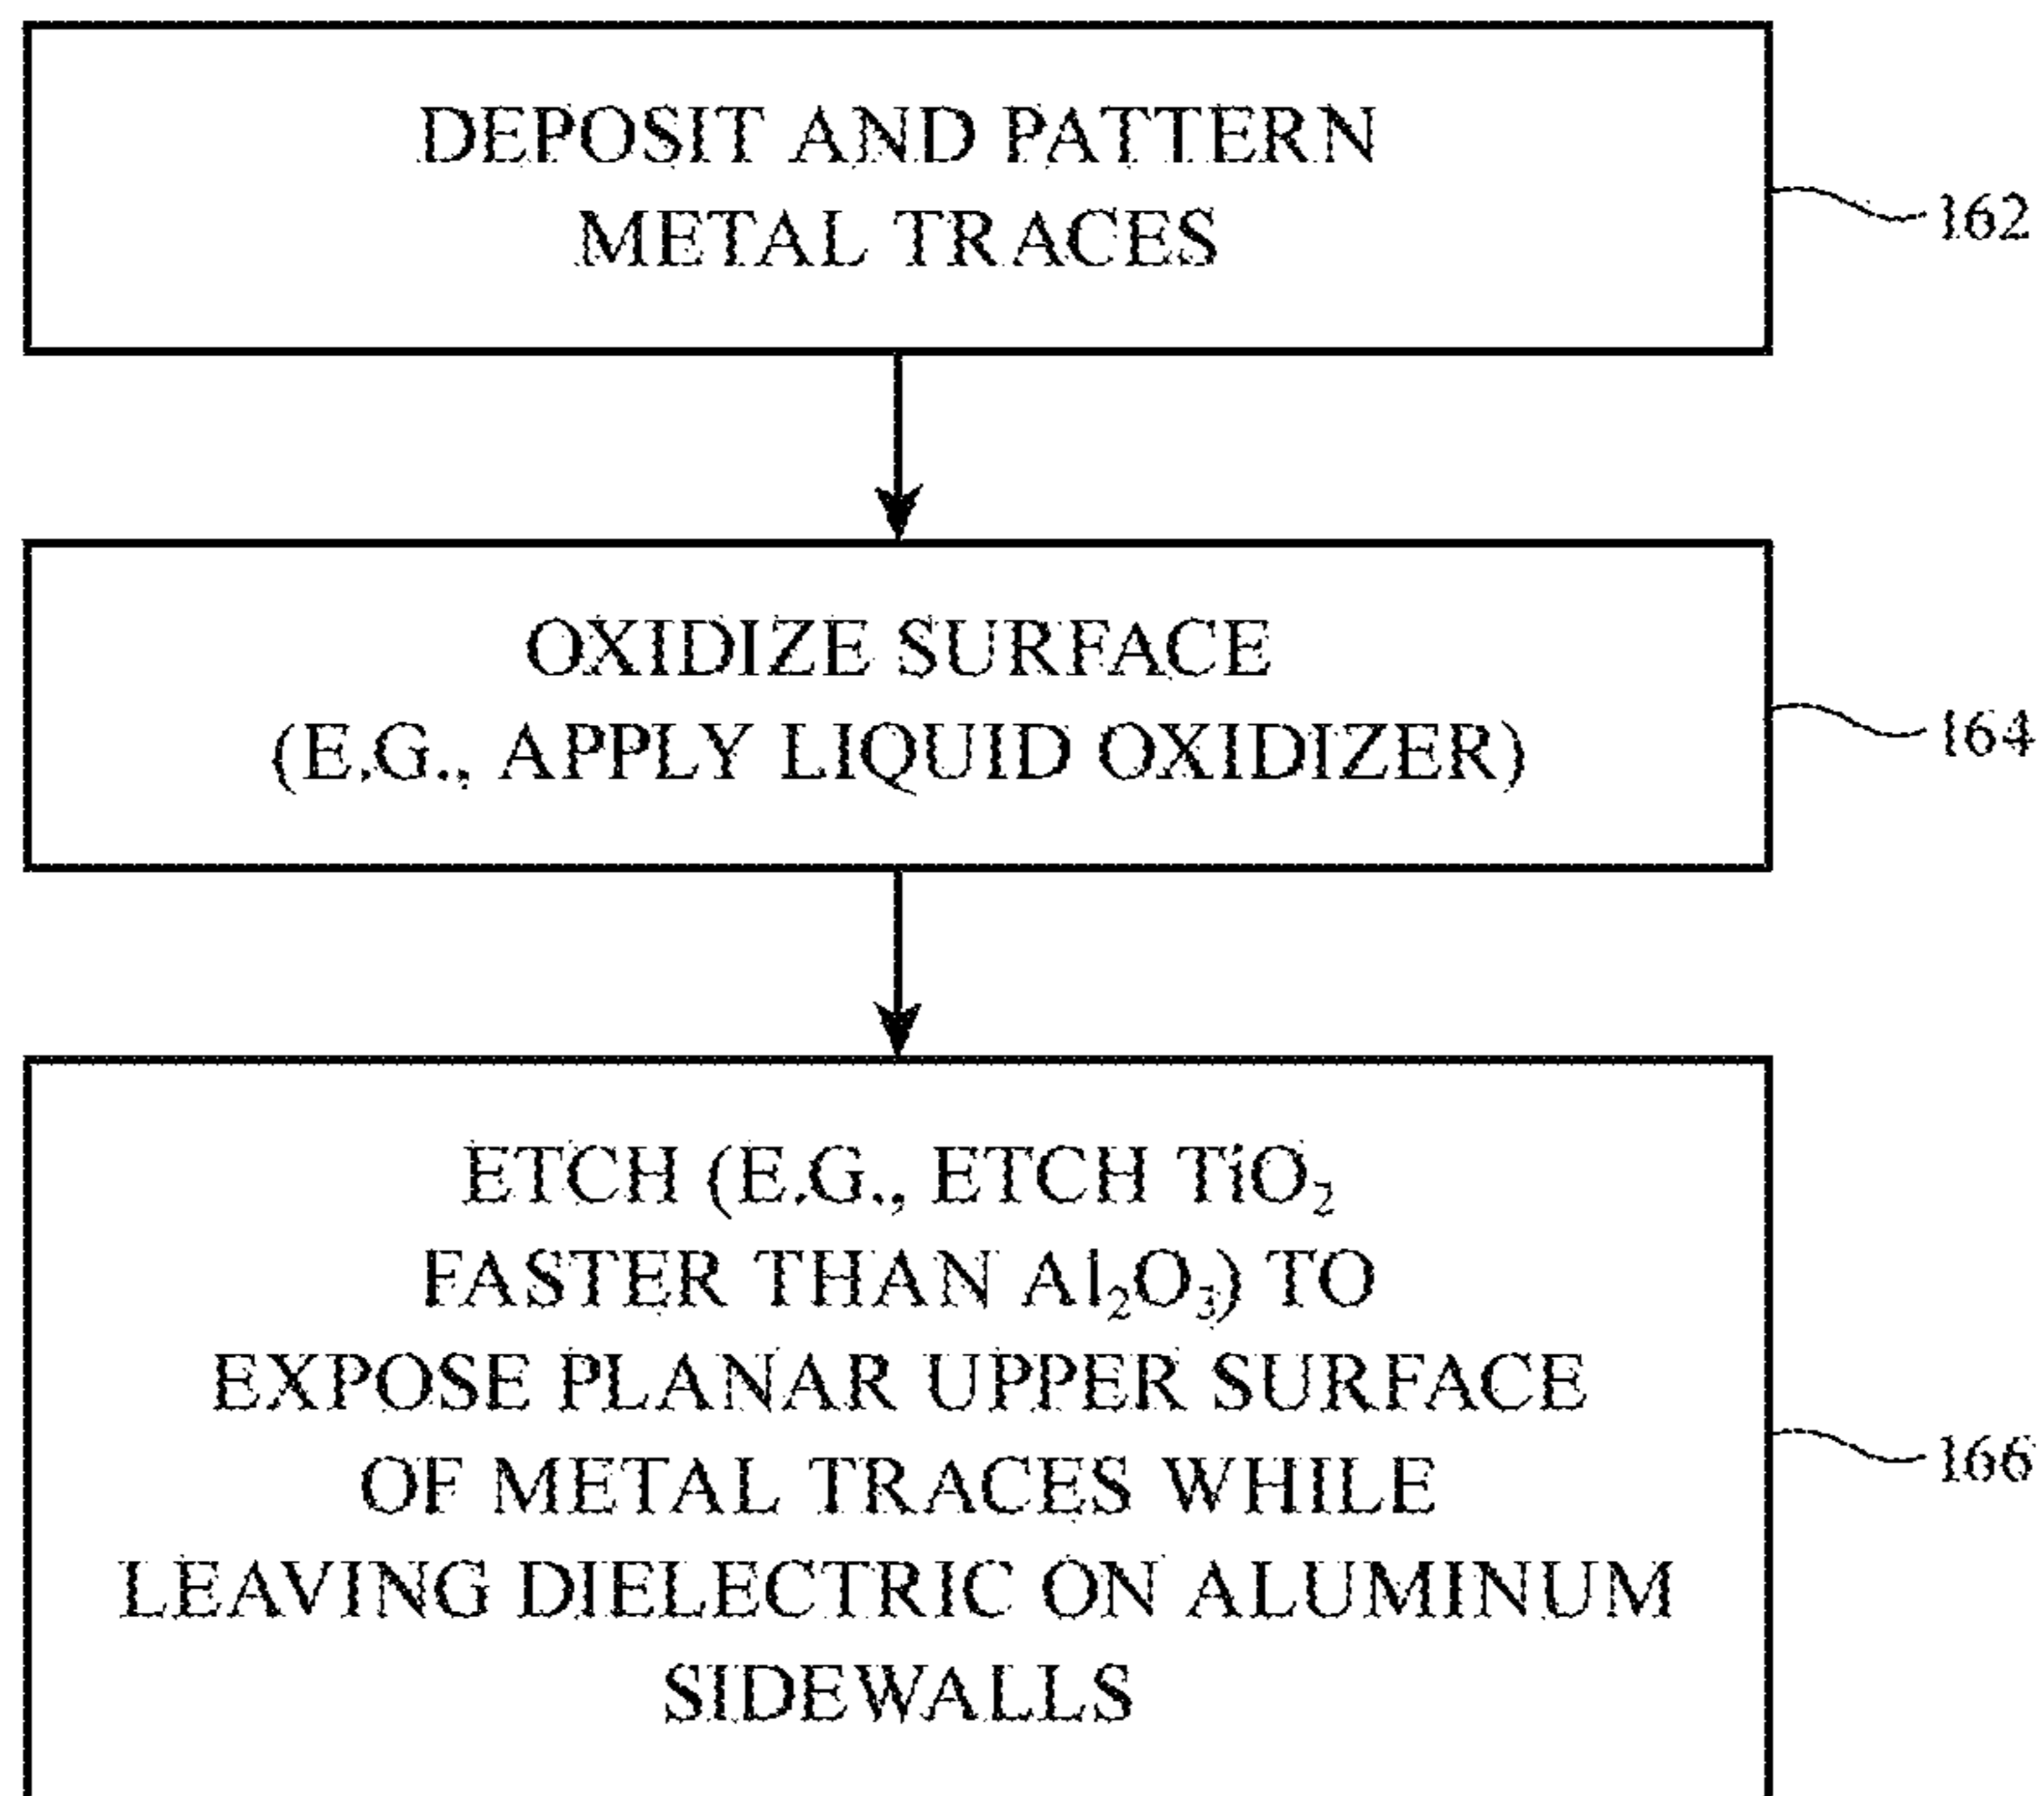 DEPOSIT AND PATTERN
METAL TRACES
162
OXIDIZE SURFACE
(E.G., APPLY LIQUID OXIDIZER)
164
ETCH (E.G., ETCH TiO₂
FASTER THAN Al₂O₃) TO
EXPOSE PLANAR UPPER SURFACE
OF METAL TRACES WHILE
LEAVING DIELECTRIC ON ALUMINUM
SIDEWALLS
166